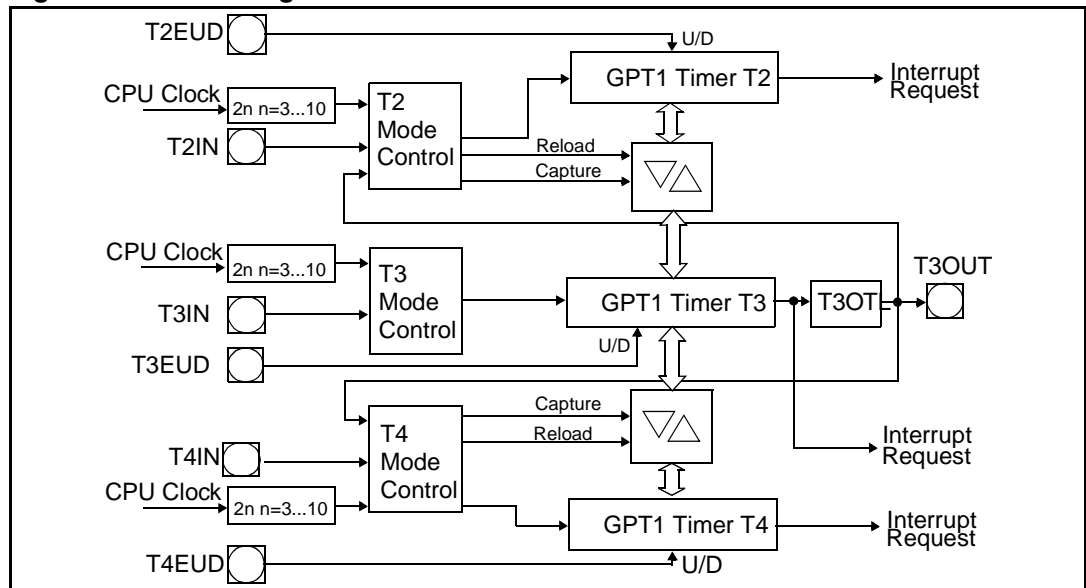 T2EUD
U/D
GPT1 Timer T2
Interrupt
Request
CPU Clock
2n n=3...10
T2
Mode
Control
T2IN
Reload
Capture
CPU Clock
2n n=3...10
T3
Mode
Control
T3IN
T3EUD
GPT1 Timer T3
U/D
T3OTL
T3OUT
Capture
Reload
T4
Mode
Control
T4IN
CPU Clock
2n n=3...10
Interrupt
Request
GPT1 Timer T4
Interrupt
Request
T4EUD
U/D